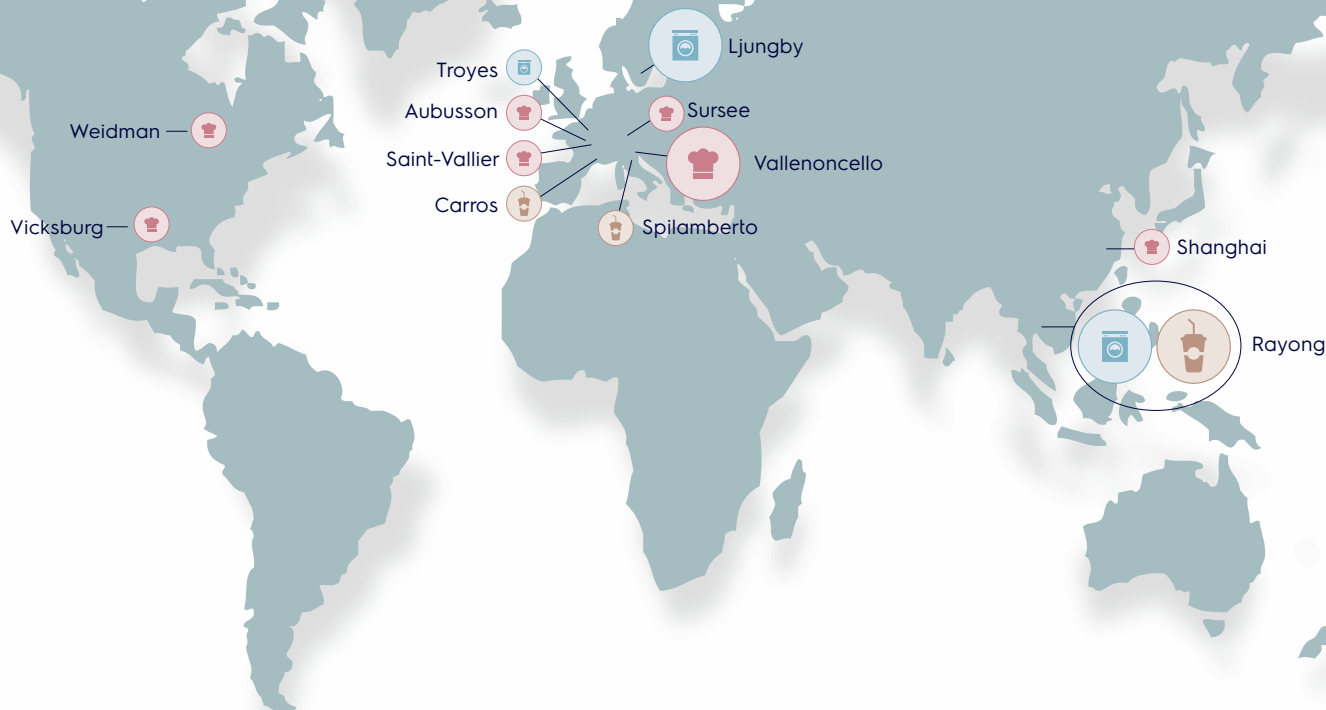 Ljungby
Troyes
Aubusson
Sursee
Weidman
Saint-Vallier
Vallenoncello
Carros
Vicksburg
Spilamberto
Shanghai
Rayong